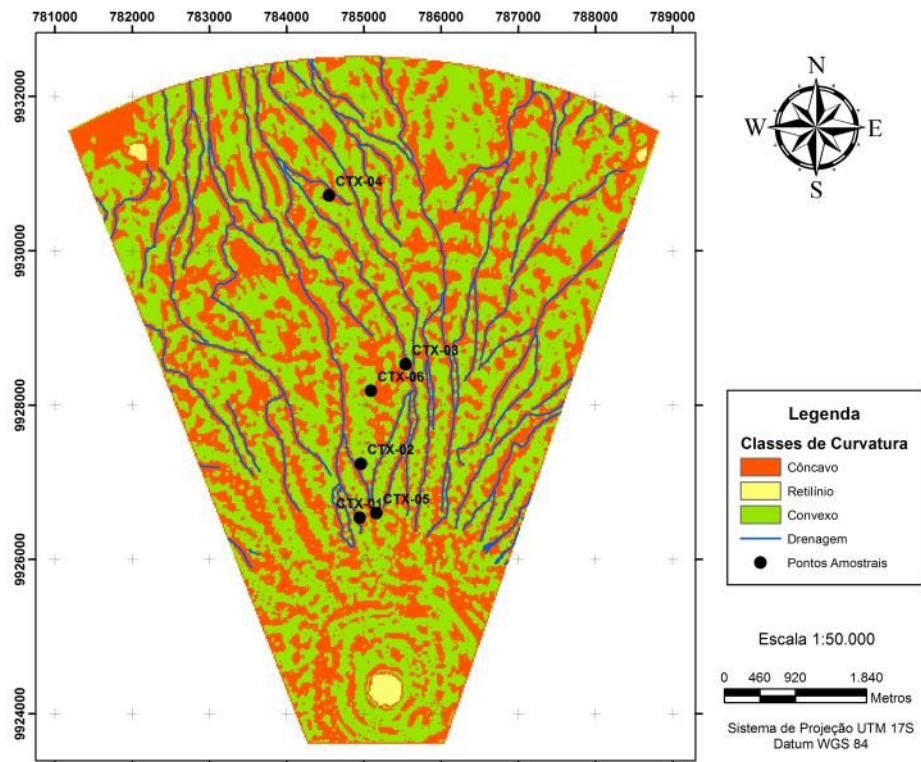 781000 782000 783000 784000 785000 786000 787000 788000 789000
9932000
9930000
9928000
9926000
9924000
CTX-04
CTX-03
CTX-06
CTX-02
CTX-01
CTX-05
N
W E
S
Legenda
Classes de Curvatura
Côncavo
Retilínio
Convexo
Drenagem
Pontos Amostrais
Escala 1:50.000
0 460 920 1.840
Metros
Sistema de Projeção UTM 17S
Datum WGS 84